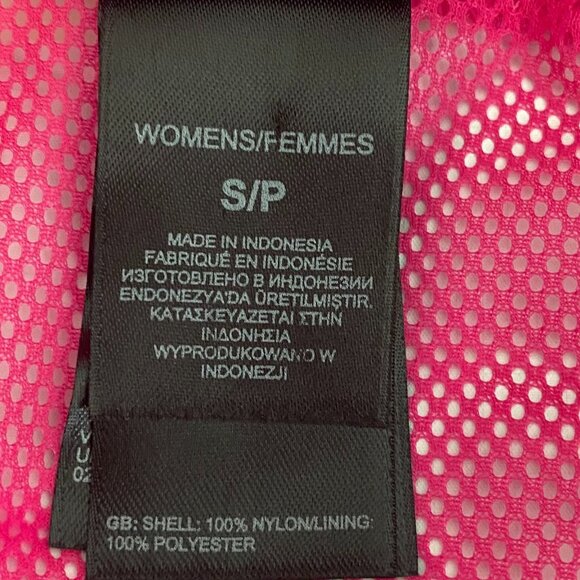 WOMENS/FEMMES
S/P
MADE IN INDONESIA
FABRIQUÉ EN INDONÉSIE
ИЗГОТОВЛЕНО В ИНДОНЕЗИИ
ENDONEZYA'DA ÜRETILMISTIR.
ΚΑΤΑΣΚΕΥΑΖΕΤΑΙ ΣΤΗΝ
ΙΝΔΟΝΗΣΙΑ
WYPRODUKOWANO W
INDONEZJI
GB: SHELL: 100% NYLON/LINING:
100% POLYESTER